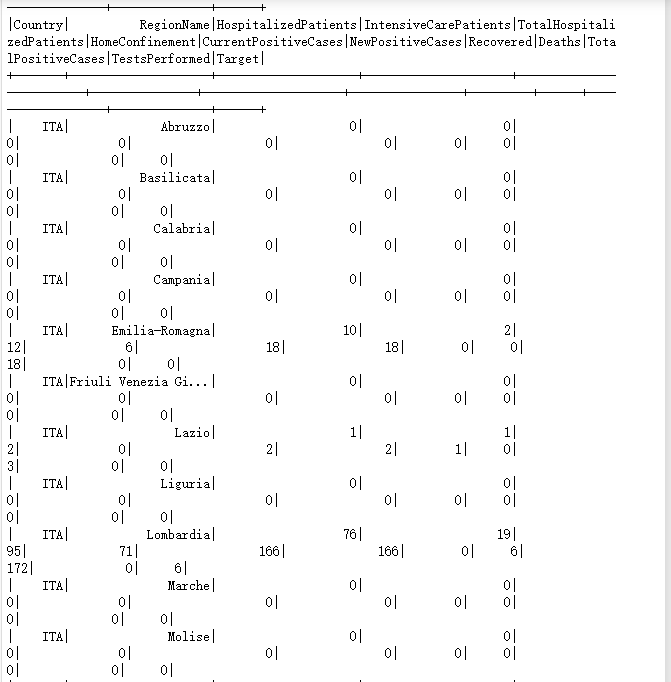 |Country|          RegionName|HospitalizedPatients|IntensiveCarePatients|TotalHospitali
zedPatients|HomeConfinement|CurrentPositiveCases|NewPositiveCases|Recovered|Deaths|Tota
lPositiveCases|TestsPerformed|Target|
|    ITA|             Abruzzo|                   0|                    0|
0|              0|                   0|               0|        0|     0|
0|             0|     0|
|    ITA|          Basilicata|                   0|                    0|
0|              0|                   0|               0|        0|     0|
0|             0|     0|
|    ITA|            Calabria|                   0|                    0|
0|              0|                   0|               0|        0|     0|
0|             0|     0|
|    ITA|            Campania|                   0|                    0|
0|              0|                   0|               0|        0|     0|
0|             0|     0|
|    ITA|      Emilia-Romagna|                  10|                    2|
12|              6|                  18|              18|        0|     0|
18|             0|     0|
|    ITA|Friuli Venezia Gi...|                   0|                    0|
0|              0|                   0|               0|        0|     0|
0|             0|     0|
|    ITA|               Lazio|                   1|                    1|
2|              0|                   2|               2|        1|     0|
3|             0|     0|
|    ITA|             Liguria|                   0|                    0|
0|              0|                   0|               0|        0|     0|
0|             0|     0|
|    ITA|           Lombardia|                  76|                   19|
95|             71|                 166|             166|        0|     6|
172|             0|     6|
|    ITA|              Marche|                   0|                    0|
0|              0|                   0|               0|        0|     0|
0|             0|     0|
|    ITA|              Molise|                   0|                    0|
0|              0|                   0|               0|        0|     0|
0|             0|     0|